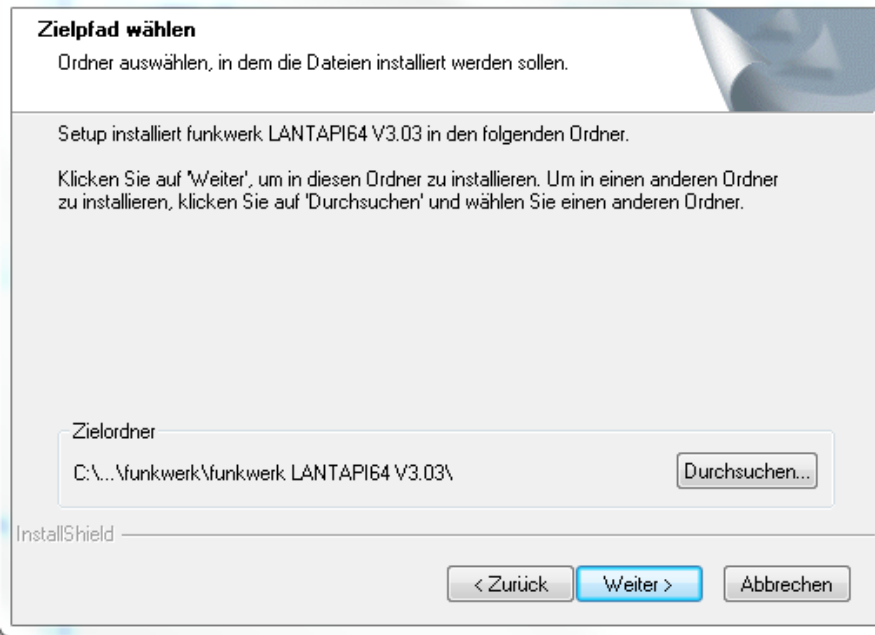 Zielpfad wählen
Ordner auswählen, in dem die Dateien installiert werden sollen.
Setup installiert funkwerk LANTAPI64 V3.03 in den folgenden Ordner.
Klicken Sie auf 'Weiter', um in diesen Ordner zu installieren. Um in einen anderen Ordner
zu installieren, klicken Sie auf 'Durchsuchen' und wählen Sie einen anderen Ordner.
Zielordner
C:\...\funkwerk\funkwerk LANTAPI64 V3.03\
Durchsuchen...
InstallShield
< Zurück
Weiter >
Abbrechen